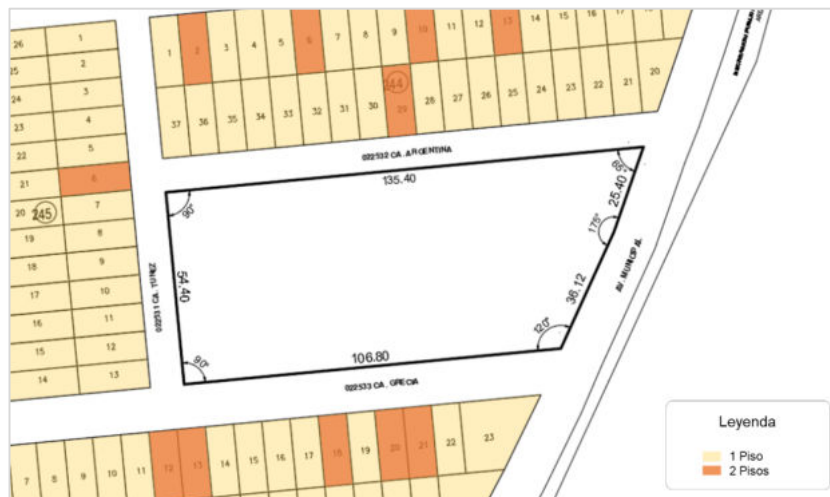 1 2 3 4 5 6 7 8 9 10 11 12 13 14 15 16 17
244
37 36 35 34 33 32 31 30 29 28 27 26 25 24 23 22 21 20
26 1
25 2
24 3
23 4
22 5
21 6
20 245 7
19 8
18 9
17 10
16 11
15 12
14 13
022532 CA. ARGENTINA
135.40
65°
25.40
175°
36.12
120°
AV. MUNICIPAL
90°
54.40
90°
022531 CA. TUNEZ
106.80
022533 CA. GRECIA
7 8 9 10 11 12 13 14 15 16 17 18 19 20 21 22 23
Leyenda
1 Piso
2 Pisos